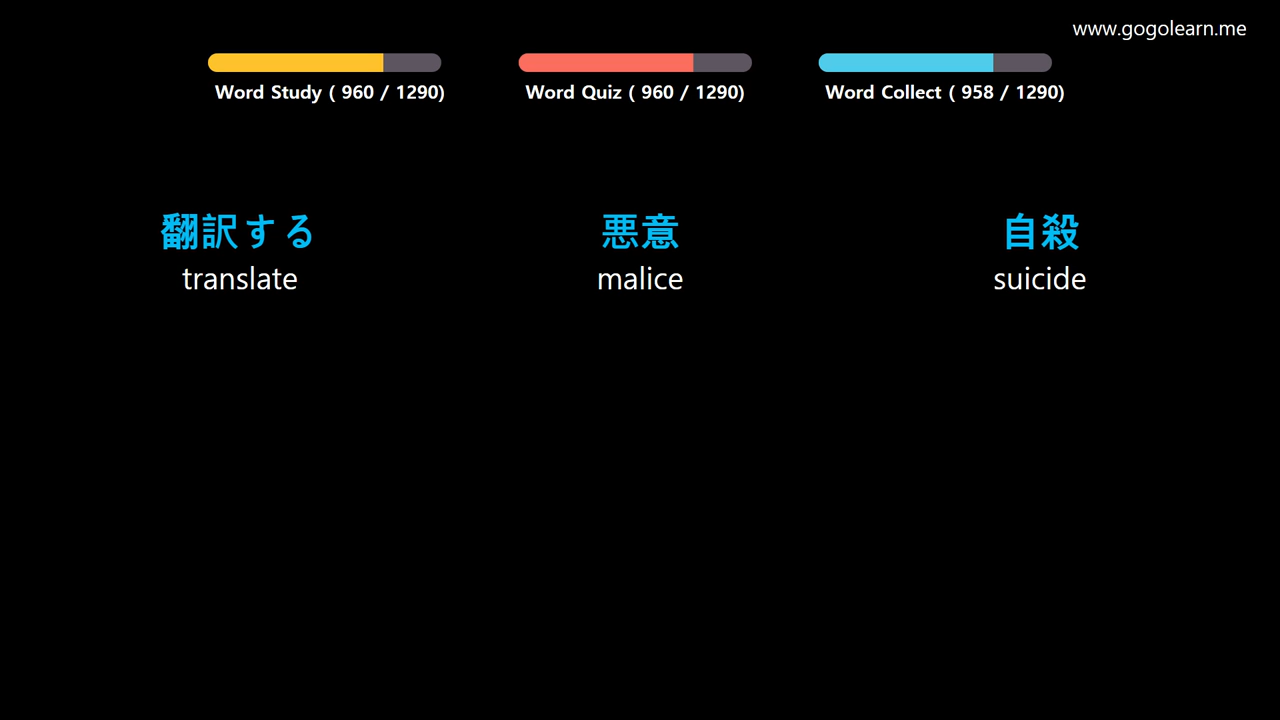 www.gogolearn.me
Word Study ( 960 / 1290)
Word Quiz ( 960 / 1290)
Word Collect ( 958 / 1290)
翻訳する
translate
悪意
malice
自殺
suicide